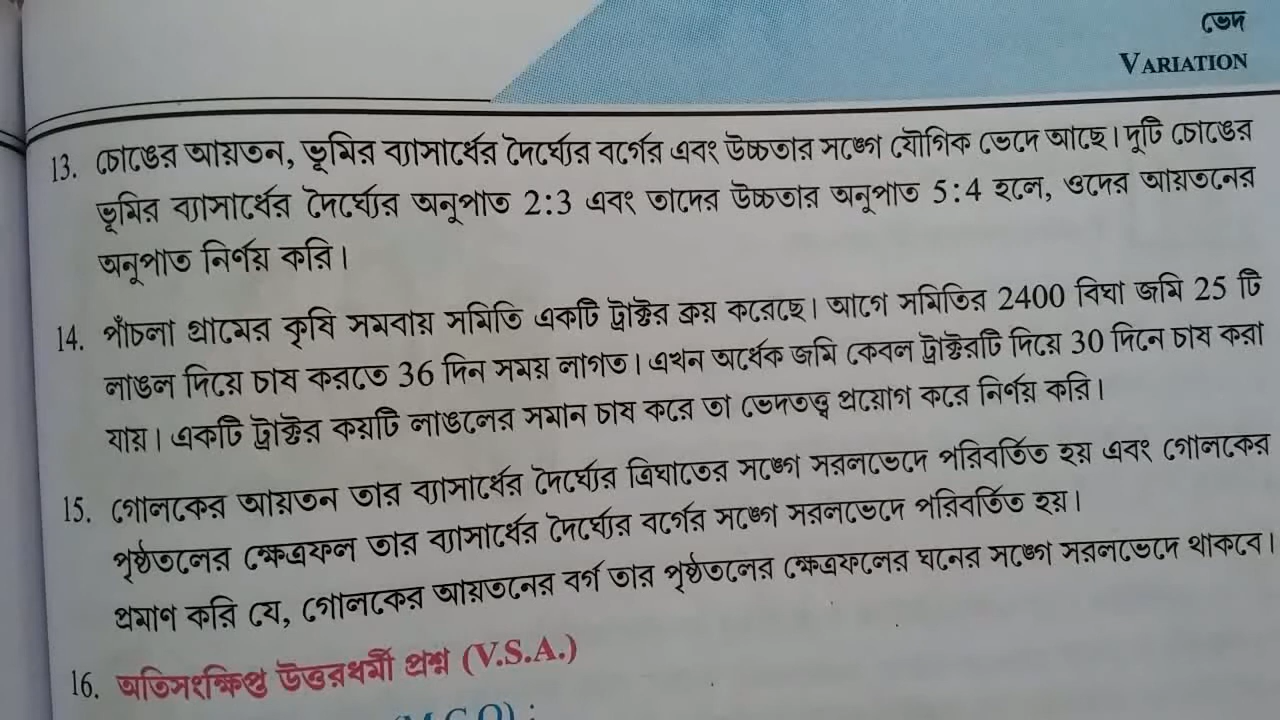 ভেদ
VARIATION
13. চোঙের আয়তন, ভূমির ব্যাসার্ধের দৈর্ঘ্যের বর্গের এবং উচ্চতার সঙ্গে যৌগিক ভেদে আছে। দুটি চোঙের
ভূমির ব্যাসার্ধের দৈর্ঘ্যের অনুপাত 2:3 এবং তাদের উচ্চতার অনুপাত 5:4 হলে, ওদের আয়তনের
অনুপাত নির্ণয় করি।
14. পাঁচলা গ্রামের কৃষি সমবায় সমিতি একটি ট্রাক্টর ক্রয় করেছে। আগে সমিতির 2400 বিঘা জমি 25 টি
লাঙল দিয়ে চাষ করতে 36 দিন সময় লাগত। এখন অর্ধেক জমি কেবল ট্রাক্টরটি দিয়ে 30 দিনে চাষ করা
যায়। একটি ট্রাক্টর কয়টি লাঙলের সমান চাষ করে তা ভেদতত্ত্ব প্রয়োগ করে নির্ণয় করি।
15. গোলকের আয়তন তার ব্যাসার্ধের দৈর্ঘ্যের ত্রিঘাতের সঙ্গে সরলভেদে পরিবর্তিত হয় এবং গোলকের
পৃষ্ঠতলের ক্ষেত্রফল তার ব্যাসার্ধের দৈর্ঘ্যের বর্গের সঙ্গে সরলভেদে পরিবর্তিত হয়।
প্রমাণ করি যে, গোলকের আয়তনের বর্গ তার পৃষ্ঠতলের ক্ষেত্রফলের ঘনের সঙ্গে সরলভেদে থাকবে।
16. অতিসংক্ষিপ্ত উত্তরধর্মী প্রশ্ন (V.S.A.)
(M.C.Q) :